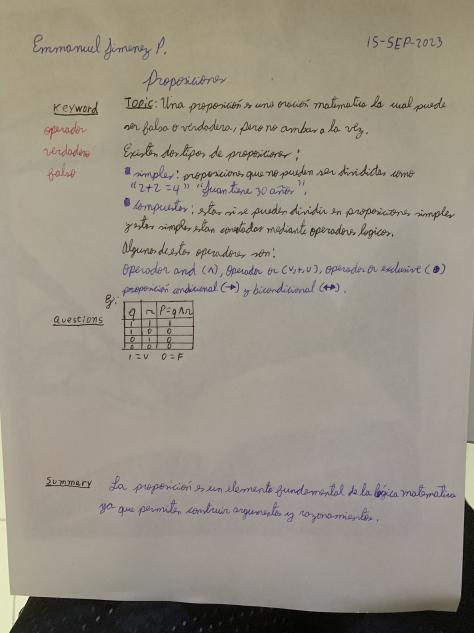 Emmanuel Jimenez P.
15-SEP-2023
Proposiciones
Keyword
operador
verdadero
falso
Topic: Una proposición es una oración matematica la cual puede
ser falsa o verdadera, pero no ambas a la vez.
Existen dos tipos de proposiciones:
simples: proposiciones que no pueden ser divididas como
"2+2=4" "Juan tiene 30 años".
compuestas: estas si se pueden dividir en proposiciones simples
y estas simples estan conectadas mediante operadores logicos.
Algunos de estos operadores son:
Operador and (∧), operador or (v,+,U), operador or exclusive (⊕)
proposición condicional (→) y bicondicional (↔).
Ej:
q r P=q∧r
1 1 1
1 0 0
0 1 0
0 0 0
1=V 0=F
Questions
Summary
La proposición es un elemento fundamental de la lógica matematica
ya que permiten construir argumentos y razonamientos.